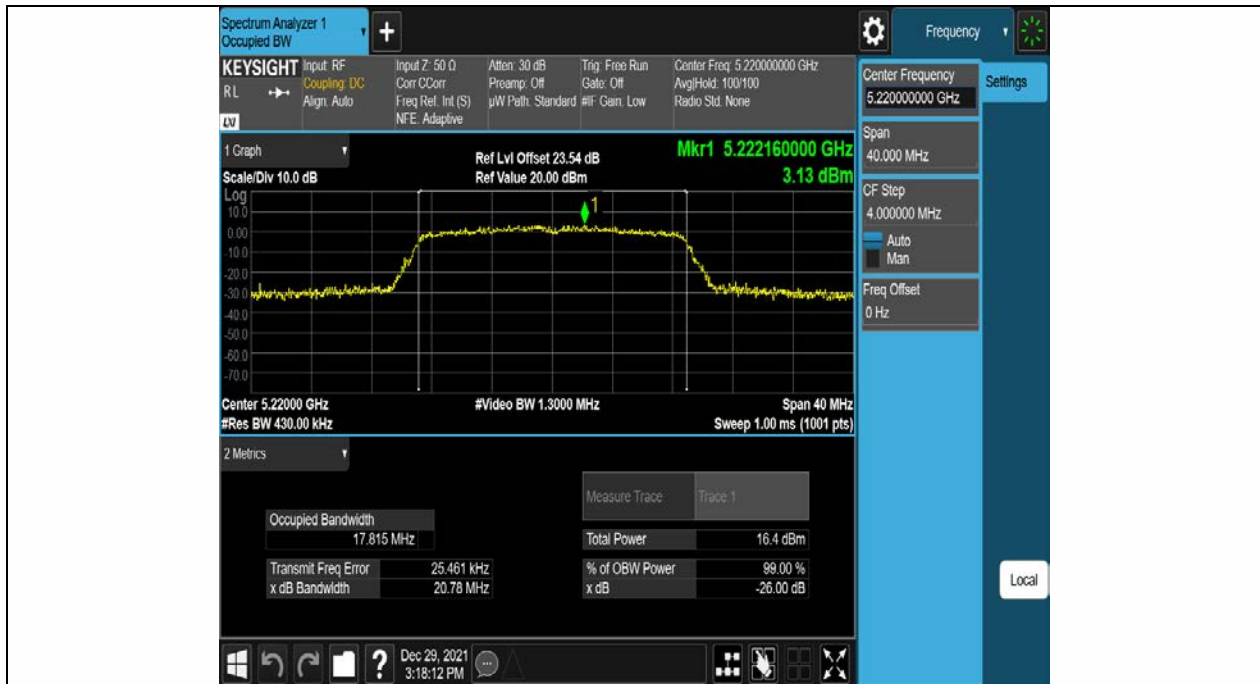 Spectrum Analyzer 1
Occupied BW
+
Frequency
KEYSIGHT
RL
LXI
Input: RF
Coupling: DC
Align: Auto
Input Z: 50 Ω
Corr CCorr
Freq Ref: Int (S)
NFE: Adaptive
Atten: 30 dB
Preamp: Off
µW Path: Standard
Trig: Free Run
Gate: Off
#IF Gain: Low
Center Freq: 5.220000000 GHz
Avg|Hold: 100/100
Radio Std: None
Center Frequency
5.220000000 GHz
Settings
Span
40.000 MHz
CF Step
4.000000 MHz
Auto
Man
Freq Offset
0 Hz
1 Graph
Scale/Div 10.0 dB
Ref Lvl Offset 23.54 dB
Ref Value 20.00 dBm
Mkr1 5.222160000 GHz
3.13 dBm
Log
10.0
0.00
-10.0
-20.0
-30.0
-40.0
-50.0
-60.0
-70.0
1
Center 5.22000 GHz
#Res BW 430.00 kHz
#Video BW 1.3000 MHz
Span 40 MHz
Sweep 1.00 ms (1001 pts)
2 Metrics
Measure Trace Trace 1
Occupied Bandwidth
17.815 MHz
Total Power 16.4 dBm
Transmit Freq Error 25.461 kHz
% of OBW Power 99.00 %
x dB Bandwidth 20.78 MHz
x dB -26.00 dB
Local
?
Dec 29, 2021
3:18:12 PM